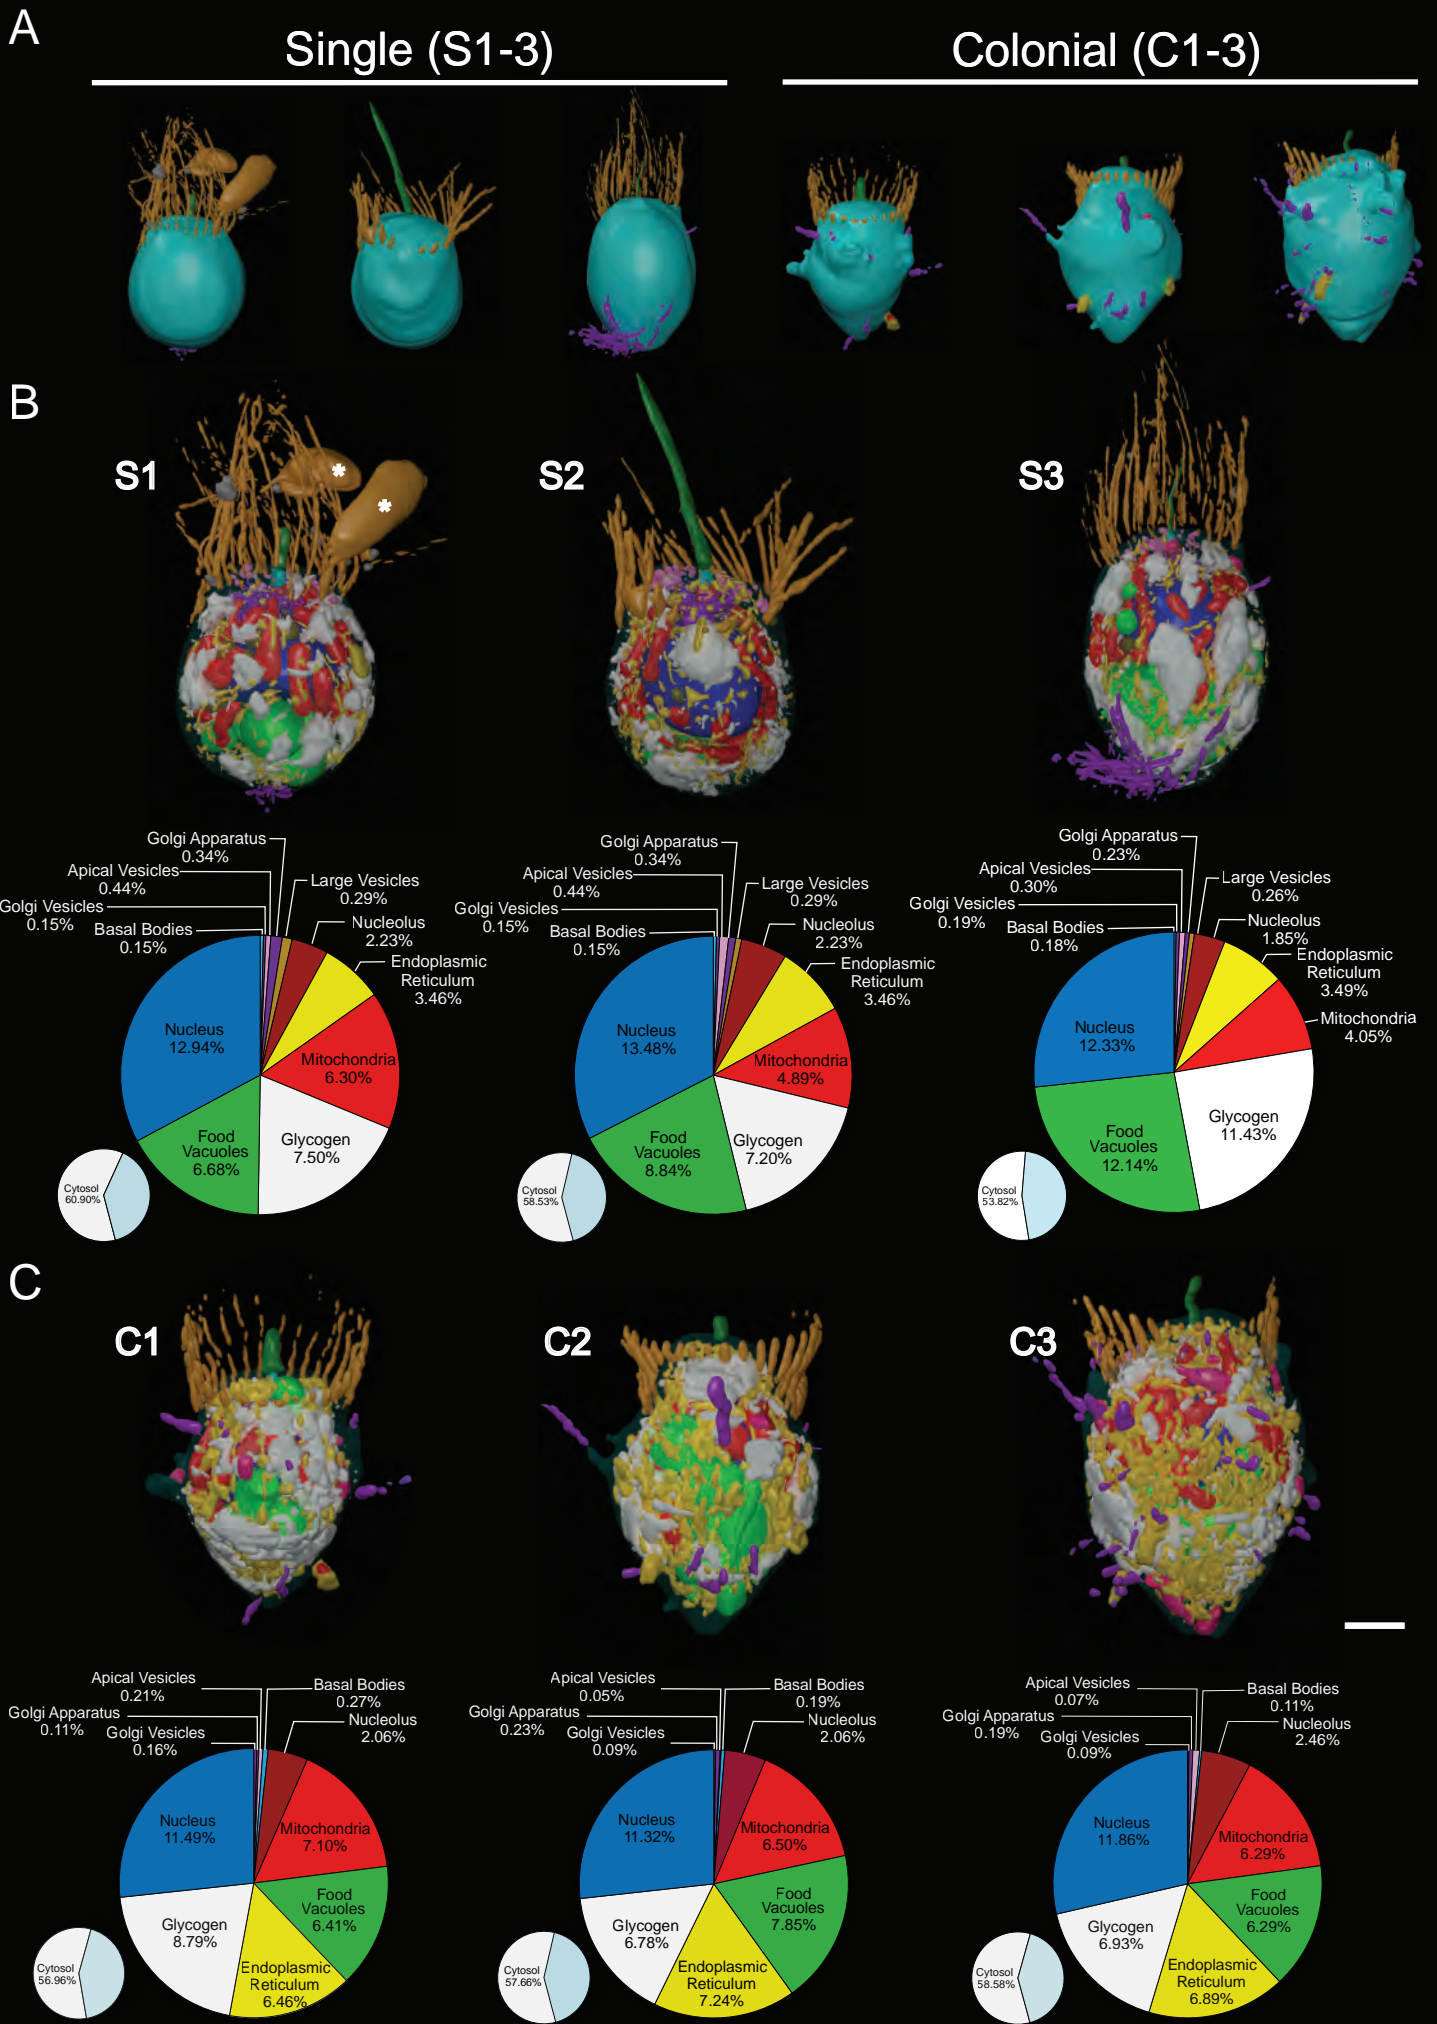 A
Single (S1-3)
Colonial (C1-3)
B
S1
*
*
S2
S3
Golgi Apparatus
0.34%
Apical Vesicles
0.44%
Golgi Vesicles
0.15%
Basal Bodies
0.15%
Large Vesicles
0.29%
Nucleolus
2.23%
Endoplasmic
Reticulum
3.46%
Nucleus
12.94%
Mitochondria
6.30%
Food
Vacuoles
6.68%
Glycogen
7.50%
Cytosol
60.90%
Golgi Apparatus
0.34%
Apical Vesicles
0.44%
Golgi Vesicles
0.15%
Basal Bodies
0.15%
Large Vesicles
0.29%
Nucleolus
2.23%
Endoplasmic
Reticulum
3.46%
Nucleus
13.48%
Mitochondria
4.89%
Food
Vacuoles
8.84%
Glycogen
7.20%
Cytosol
58.53%
Golgi Apparatus
0.23%
Apical Vesicles
0.30%
Golgi Vesicles
0.19%
Basal Bodies
0.18%
Large Vesicles
0.26%
Nucleolus
1.85%
Endoplasmic
Reticulum
3.49%
Mitochondria
4.05%
Nucleus
12.33%
Food
Vacuoles
12.14%
Glycogen
11.43%
Cytosol
53.82%
C
C1
C2
C3
Apical Vesicles
0.21%
Golgi Apparatus
0.11%
Golgi Vesicles
0.16%
Basal Bodies
0.27%
Nucleolus
2.06%
Nucleus
11.49%
Mitochondria
7.10%
Food
Vacuoles
6.41%
Glycogen
8.79%
Endoplasmic
Reticulum
6.46%
Cytosol
56.96%
Apical Vesicles
0.05%
Golgi Apparatus
0.23%
Golgi Vesicles
0.09%
Basal Bodies
0.19%
Nucleolus
2.06%
Nucleus
11.32%
Mitochondria
6.50%
Food
Vacuoles
7.85%
Glycogen
6.78%
Endoplasmic
Reticulum
7.24%
Cytosol
57.66%
Apical Vesicles
0.07%
Golgi Apparatus
0.19%
Golgi Vesicles
0.09%
Basal Bodies
0.11%
Nucleolus
2.46%
Nucleus
11.86%
Mitochondria
6.29%
Food
Vacuoles
6.29%
Glycogen
6.93%
Endoplasmic
Reticulum
6.89%
Cytosol
58.58%